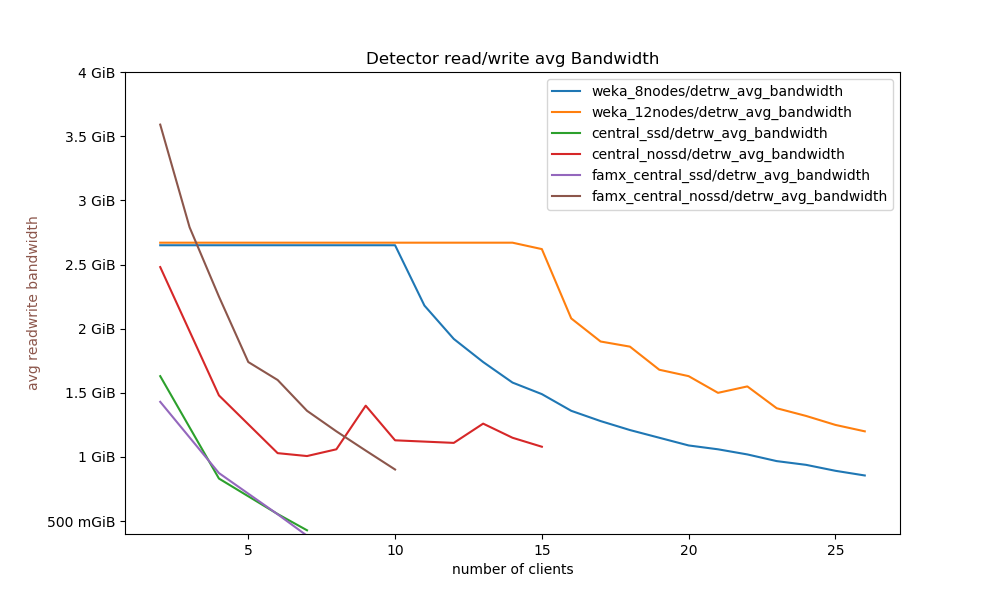 Detector read/write avg Bandwidth
4 GiB
3.5 GiB
3 GiB
2.5 GiB
2 GiB
1.5 GiB
1 GiB
500 mGiB
avg readwrite bandwidth
weka_8nodes/detrw_avg_bandwidth
weka_12nodes/detrw_avg_bandwidth
central_ssd/detrw_avg_bandwidth
central_nossd/detrw_avg_bandwidth
famx_central_ssd/detrw_avg_bandwidth
famx_central_nossd/detrw_avg_bandwidth
5 10 15 20 25
number of clients